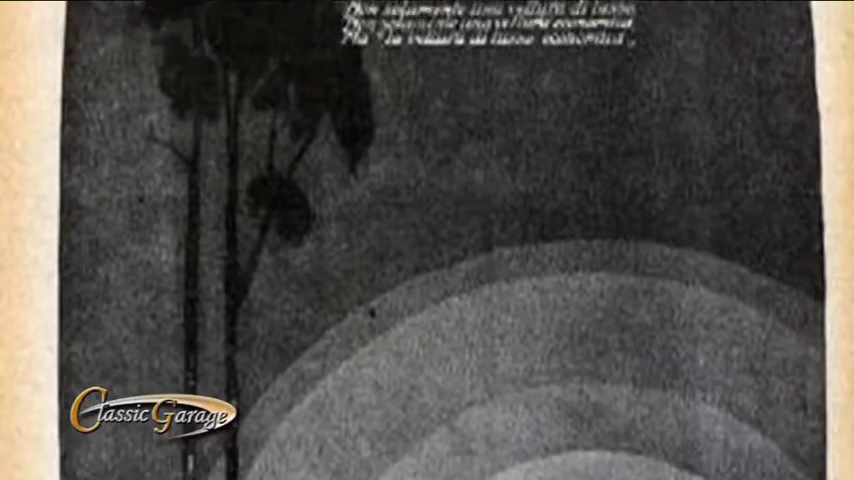 Non solamente una vettura di lusso
Non solamente una vettura economica
Ma "la vettura di lusso economica",
Classic Garage